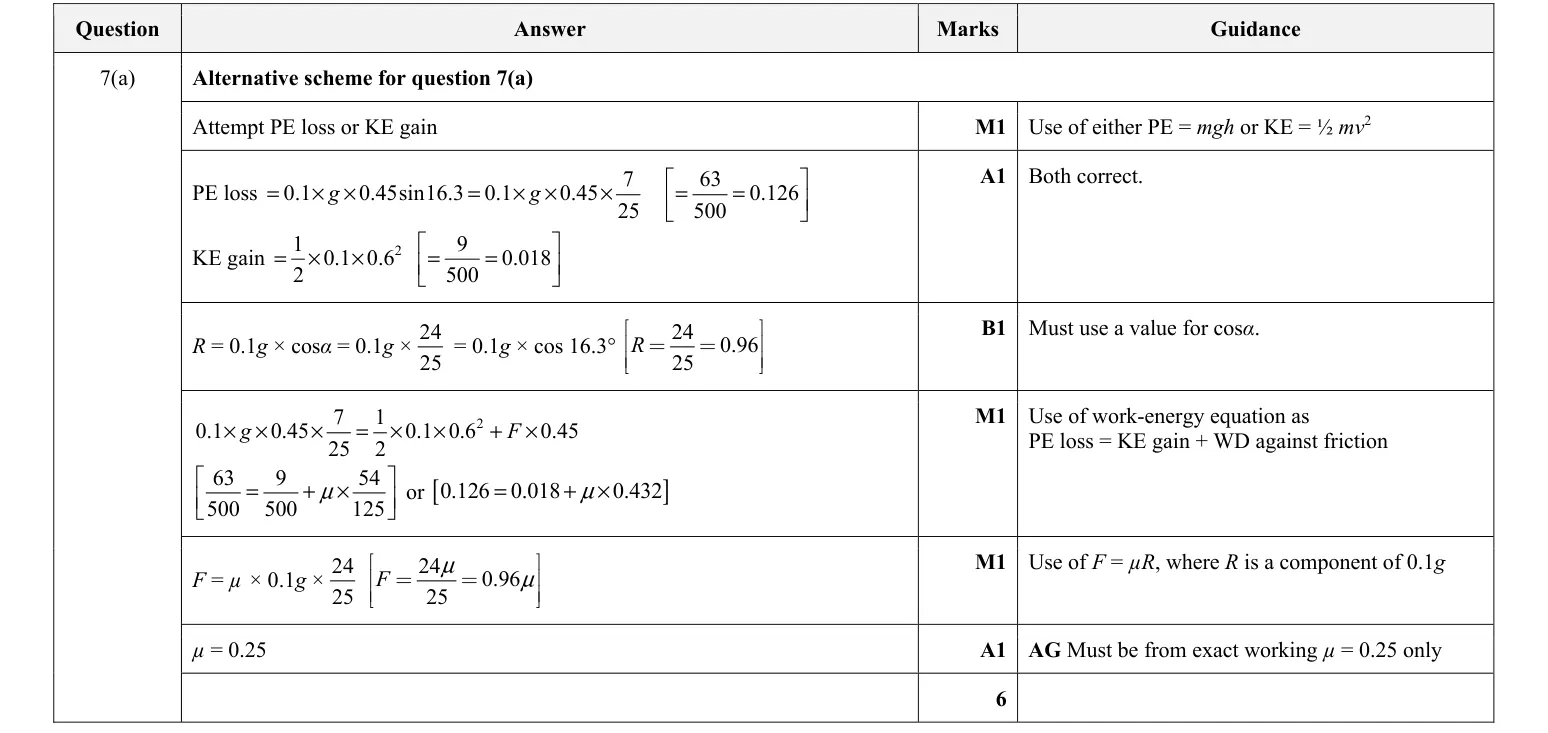 Question Answer Marks Guidance
7(a) Alternative scheme for question 7(a)
Attempt PE loss or KE gain M1 Use of either PE = mgh or KE = ½ mv²
PE loss = 0.1 × g × 0.45 sin 16.3 = 0.1 × g × 0.45 × 7/25 [= 63/500 = 0.126] A1 Both correct.
KE gain = 1/2 × 0.1 × 0.6² [= 9/500 = 0.018]
R = 0.1g × cosα = 0.1g × 24/25 = 0.1g × cos 16.3° [R = 24/25 = 0.96] B1 Must use a value for cosα.
0.1 × g × 0.45 × 7/25 = 1/2 × 0.1 × 0.6² + F × 0.45 M1 Use of work-energy equation as
PE loss = KE gain + WD against friction
[63/500 = 9/500 + μ × 54/125] or [0.126 = 0.018 + μ × 0.432]
F = μ × 0.1g × 24/25 [F = 24μ/25 = 0.96μ] M1 Use of F = μR, where R is a component of 0.1g
μ = 0.25 A1 AG Must be from exact working μ = 0.25 only
6